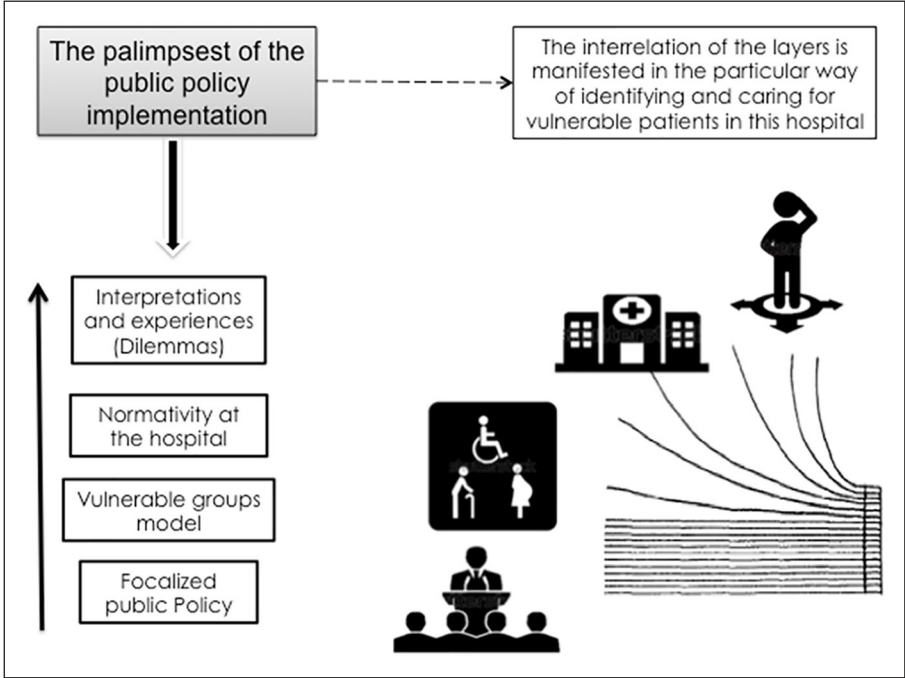 The palimpsest of the
public policy
implementation
The interrelation of the layers is
manifested in the particular way
of identifying and caring for
vulnerable patients in this hospital
Interpretations
and experiences
(Dilemmas)
Normativity at
the hospital
Vulnerable groups
model
Focalized
public Policy